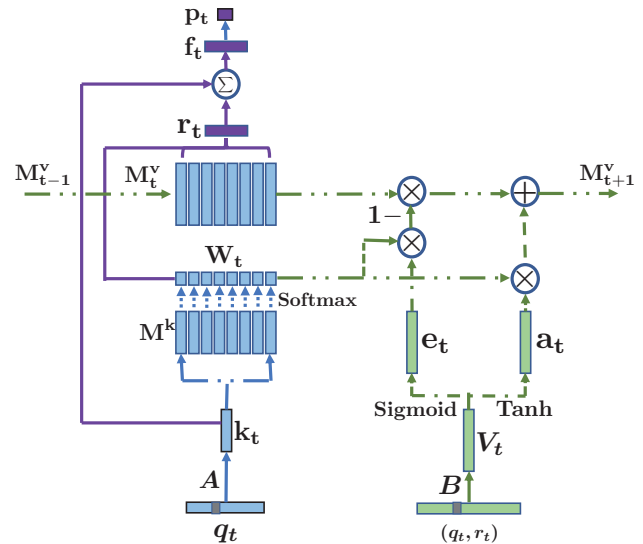 p_t
f_t
Σ
r_t
M^v_{t-1} M^v_t M^v_{t+1}
× +
1-
×
W_t
×
Softmax
M^k
e_t a_t
Sigmoid Tanh
k_t V_t
A B
q_t (q_t, r_t)